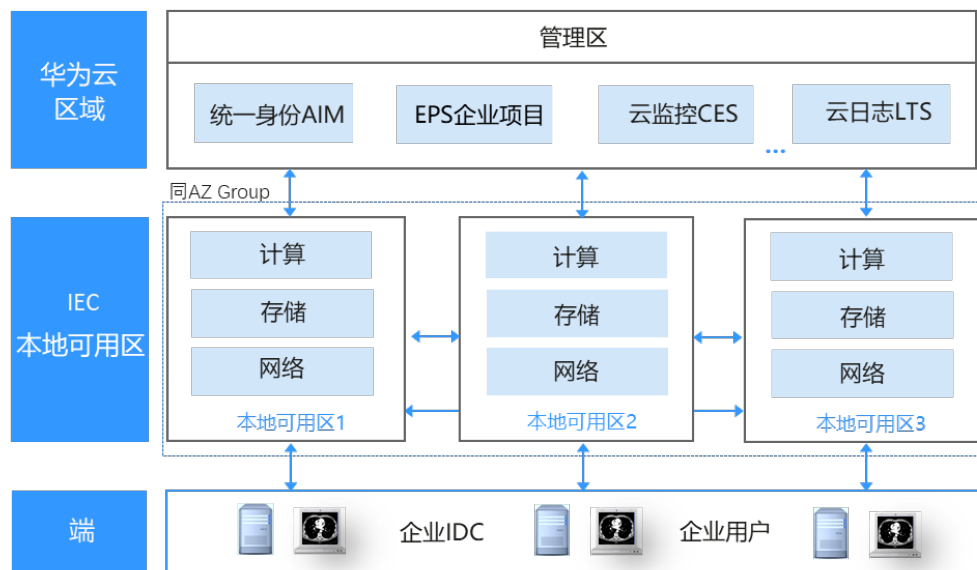 华为云
区域
管理区
统一身份AIM
EPS企业项目
云监控CES
...
云日志LTS
同AZ Group
IEC
本地可用区
计算
存储
网络
本地可用区1
计算
存储
网络
本地可用区2
计算
存储
网络
本地可用区3
端
企业IDC
企业用户